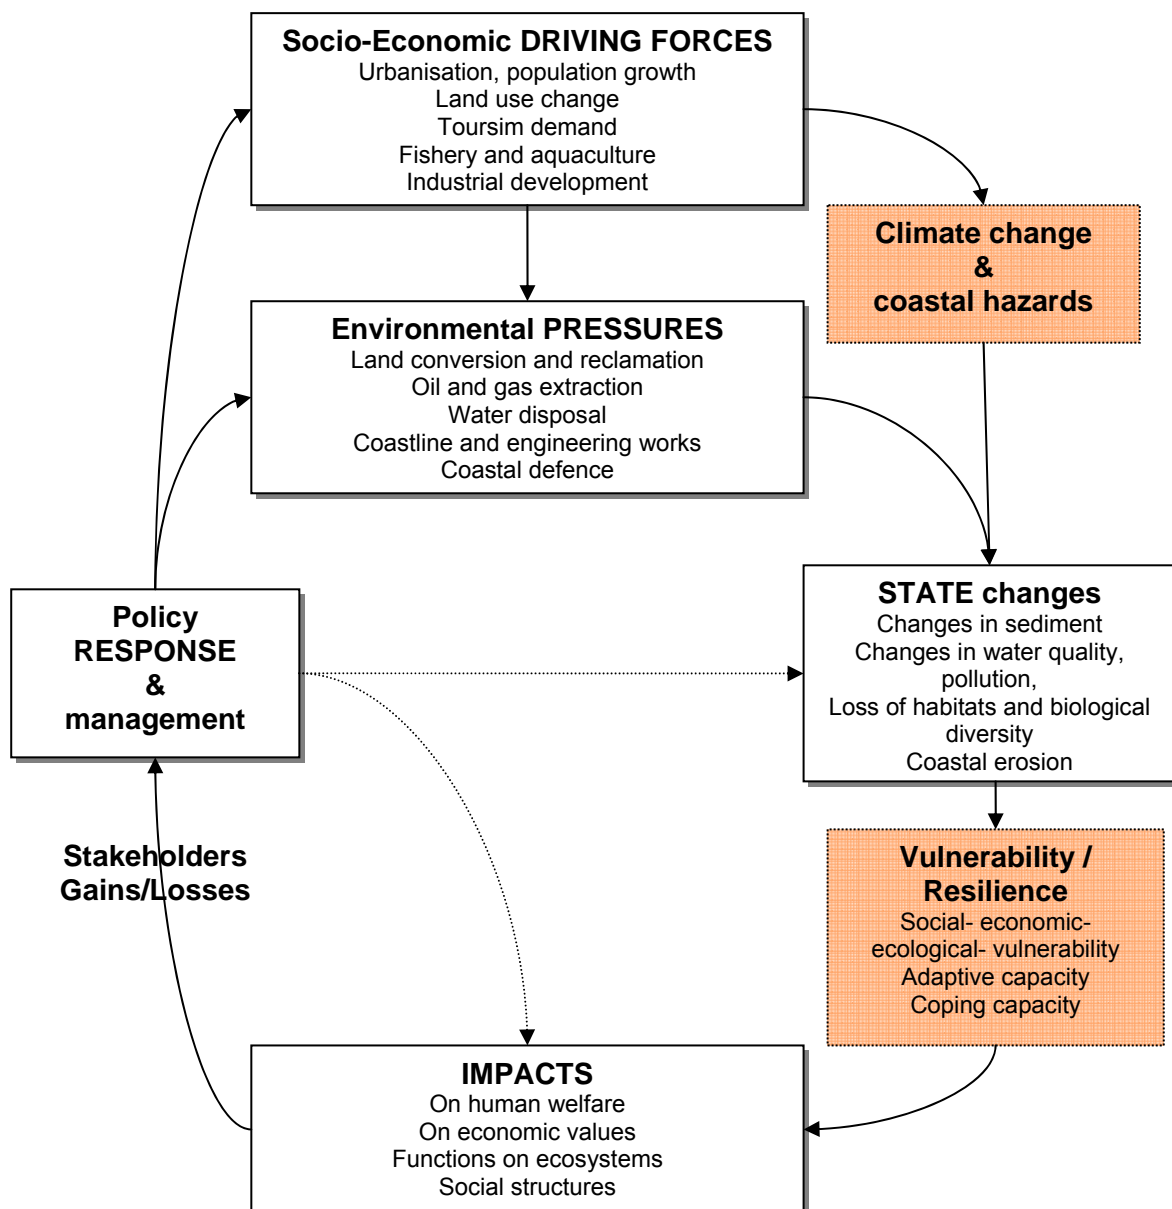 Socio-Economic DRIVING FORCES
Urbanisation, population growth
Land use change
Toursim demand
Fishery and aquaculture
Industrial development
Climate change
&
coastal hazards
Environmental PRESSURES
Land conversion and reclamation
Oil and gas extraction
Water disposal
Coastline and engineering works
Coastal defence
Policy
RESPONSE
&
management
STATE changes
Changes in sediment
Changes in water quality,
pollution,
Loss of habitats and biological
diversity
Coastal erosion
Stakeholders
Gains/Losses
Vulnerability /
Resilience
Social- economic-
ecological- vulnerability
Adaptive capacity
Coping capacity
IMPACTS
On human welfare
On economic values
Functions on ecosystems
Social structures